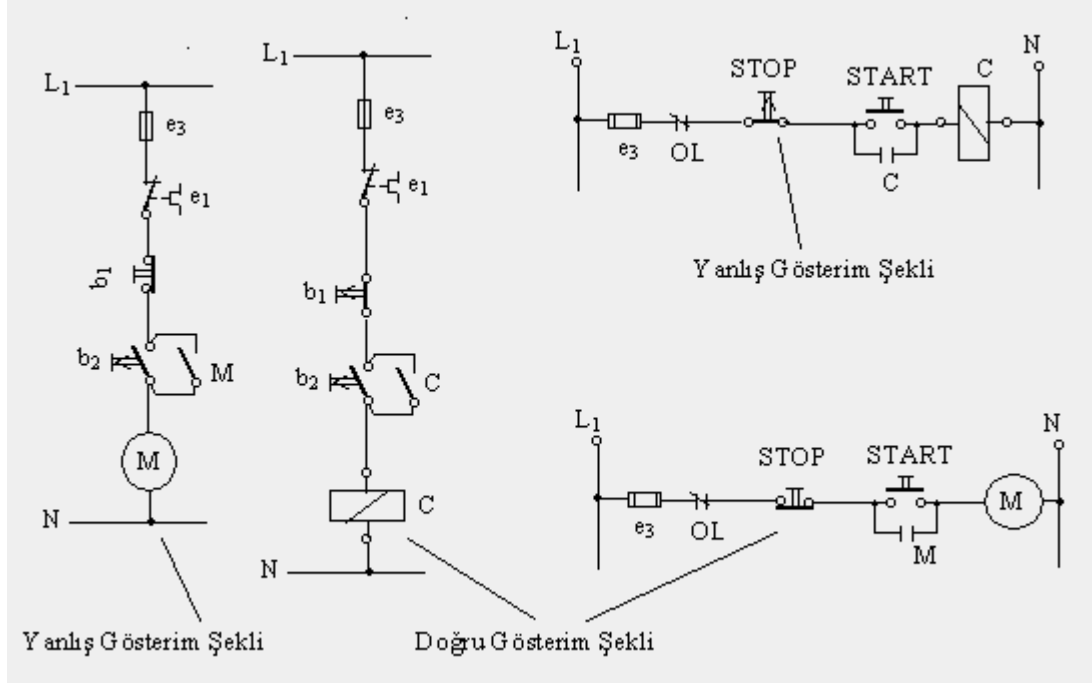 L1
e3
e1
b1
b2
M
M
N
Yanlış Gösterim Şekli
L1
e3
e1
b1
b2
C
C
N
Doğru Gösterim Şekli
L1
N
STOP
START
C
e3
OL
C
Yanlış Gösterim Şekli
L1
N
STOP
START
M
e3
OL
M